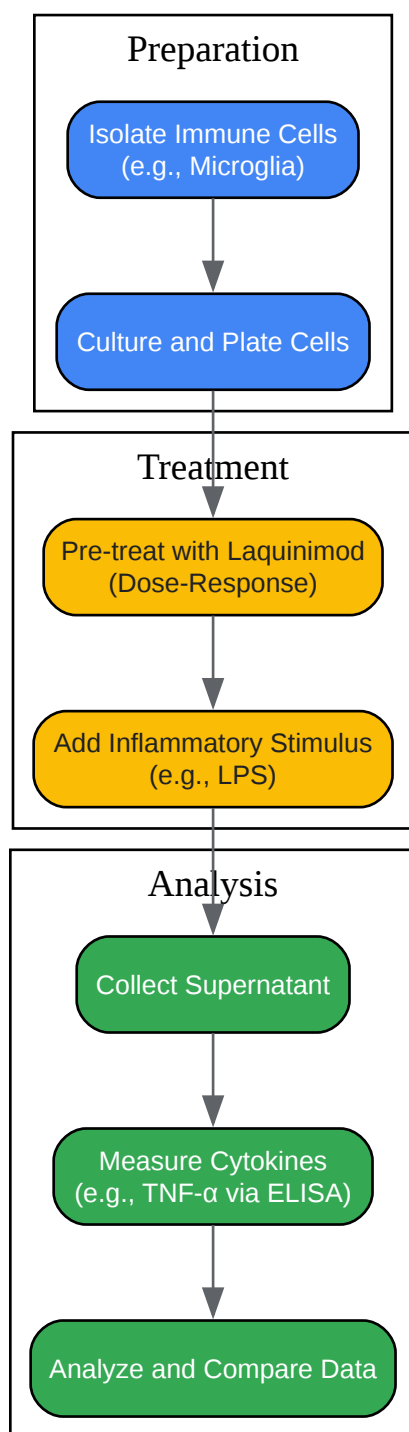 Preparation
Isolate Immune Cells
(e.g., Microglia)
Culture and Plate Cells
Treatment
Pre-treat with Laquinimod
(Dose-Response)
Add Inflammatory Stimulus
(e.g., LPS)
Analysis
Collect Supernatant
Measure Cytokines
(e.g., TNF-α via ELISA)
Analyze and Compare Data